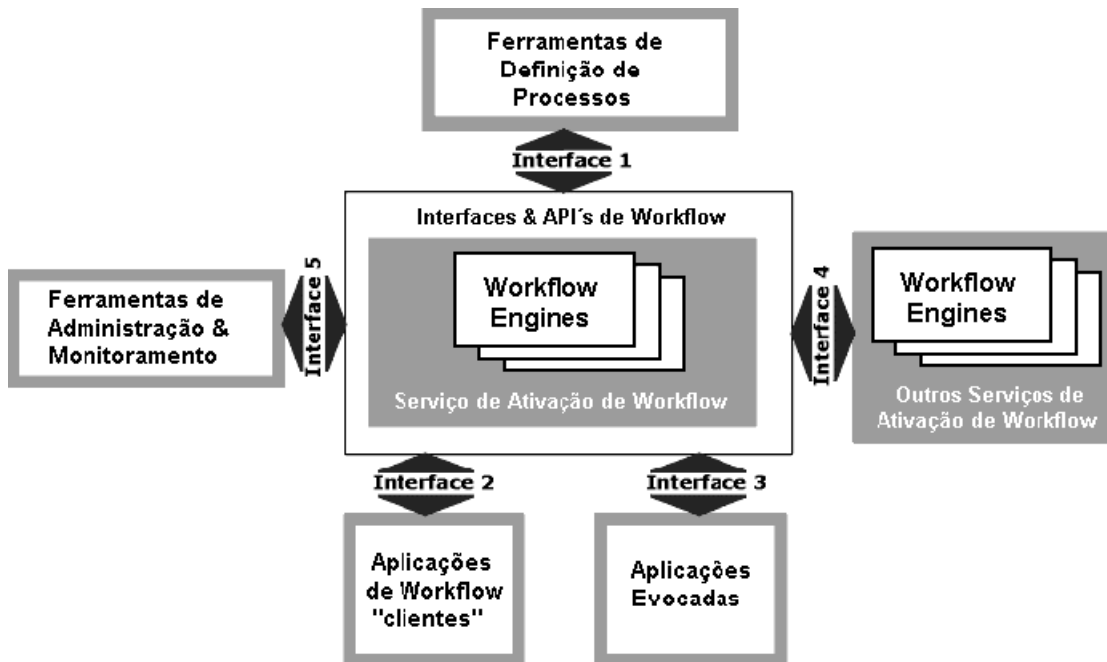 Ferramentas de
Definição de
Processos
Interface 1
Interfaces & API´s de Workflow
Workflow
Engines
Serviço de Ativação de Workflow
Ferramentas de
Administração &
Monitoramento
Interface 5
Interface 4
Workflow
Engines
Outros Serviços de
Ativação de Workflow
Interface 2
Interface 3
Aplicações
de Workflow
"clientes"
Aplicações
Evocadas